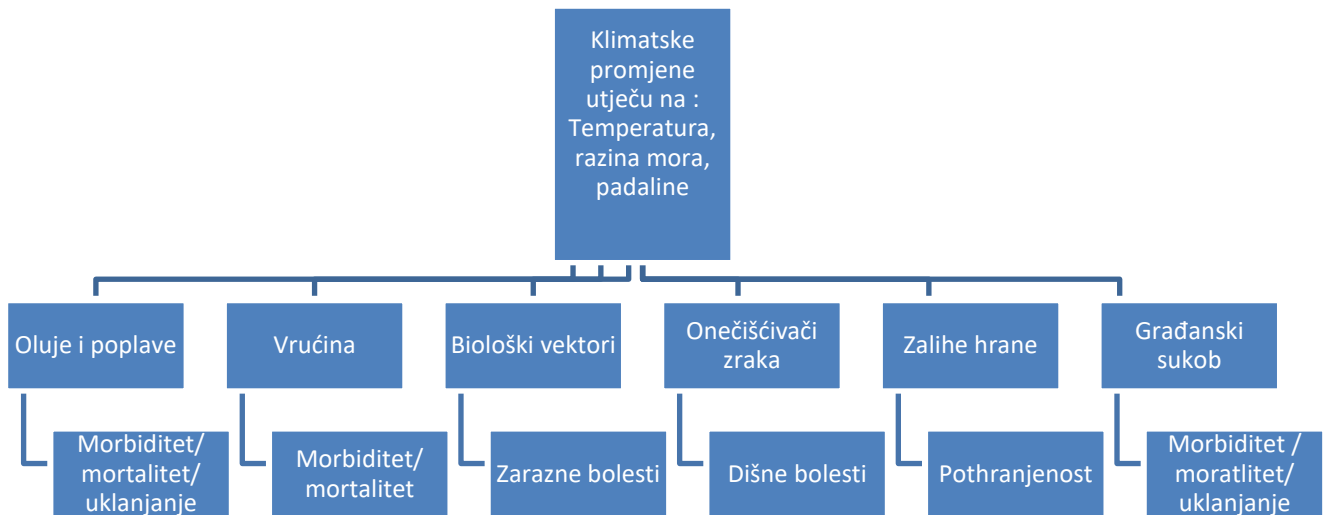 Klimatske
promjene
utječu na :
Temperatura,
razina mora,
padaline
Oluje i poplave
Vrućina
Biološki vektori
Onečišćivači
zraka
Zalihe hrane
Građanski
sukob
Morbiditet/
mortalitet/
uklanjanje
Morbiditet/
mortalitet
Zarazne bolesti
Dišne bolesti
Pothranjenost
Morbiditet /
moratlitet/
uklanjanje